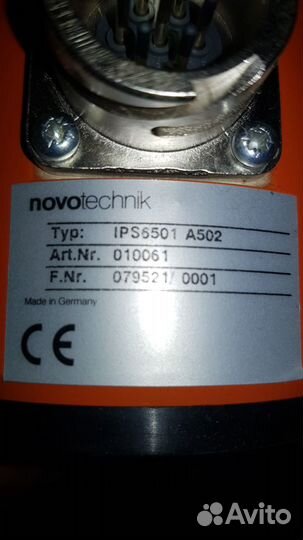 novotechnik
Typ: IPS6501 A502
Art.Nr. 010061
F.Nr. 079521/ 0001
Made in Germany
CE
Avito